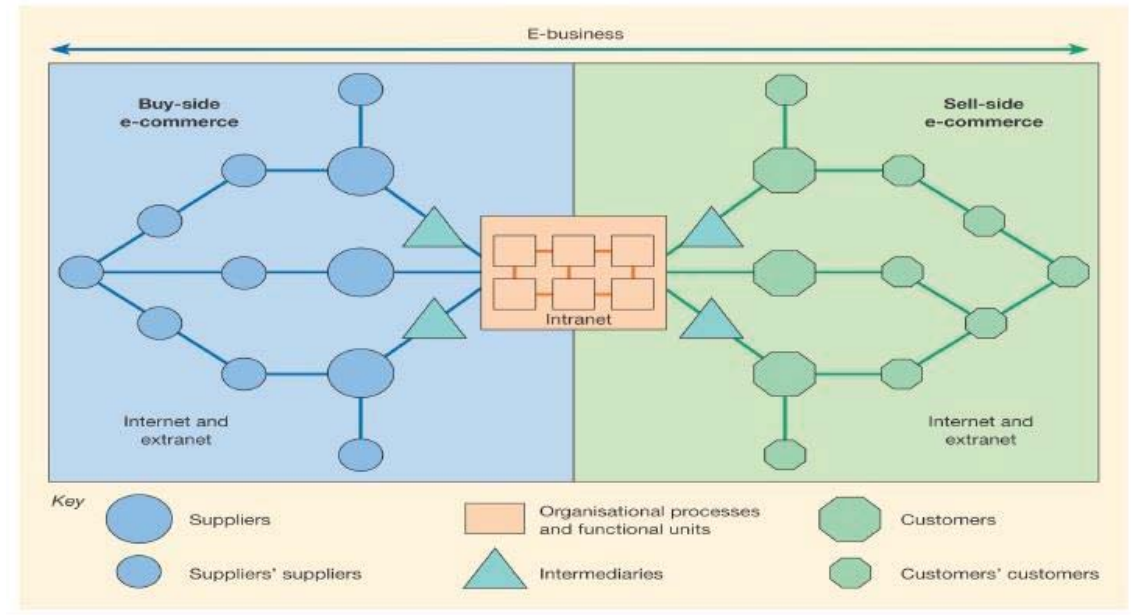 E-business
Buy-side
e-commerce
Sell-side
e-commerce
Intranet
Internet and
extranet
Internet and
extranet
Key
Suppliers
Organisational processes
and functional units
Customers
Suppliers' suppliers
Intermediaries
Customers' customers